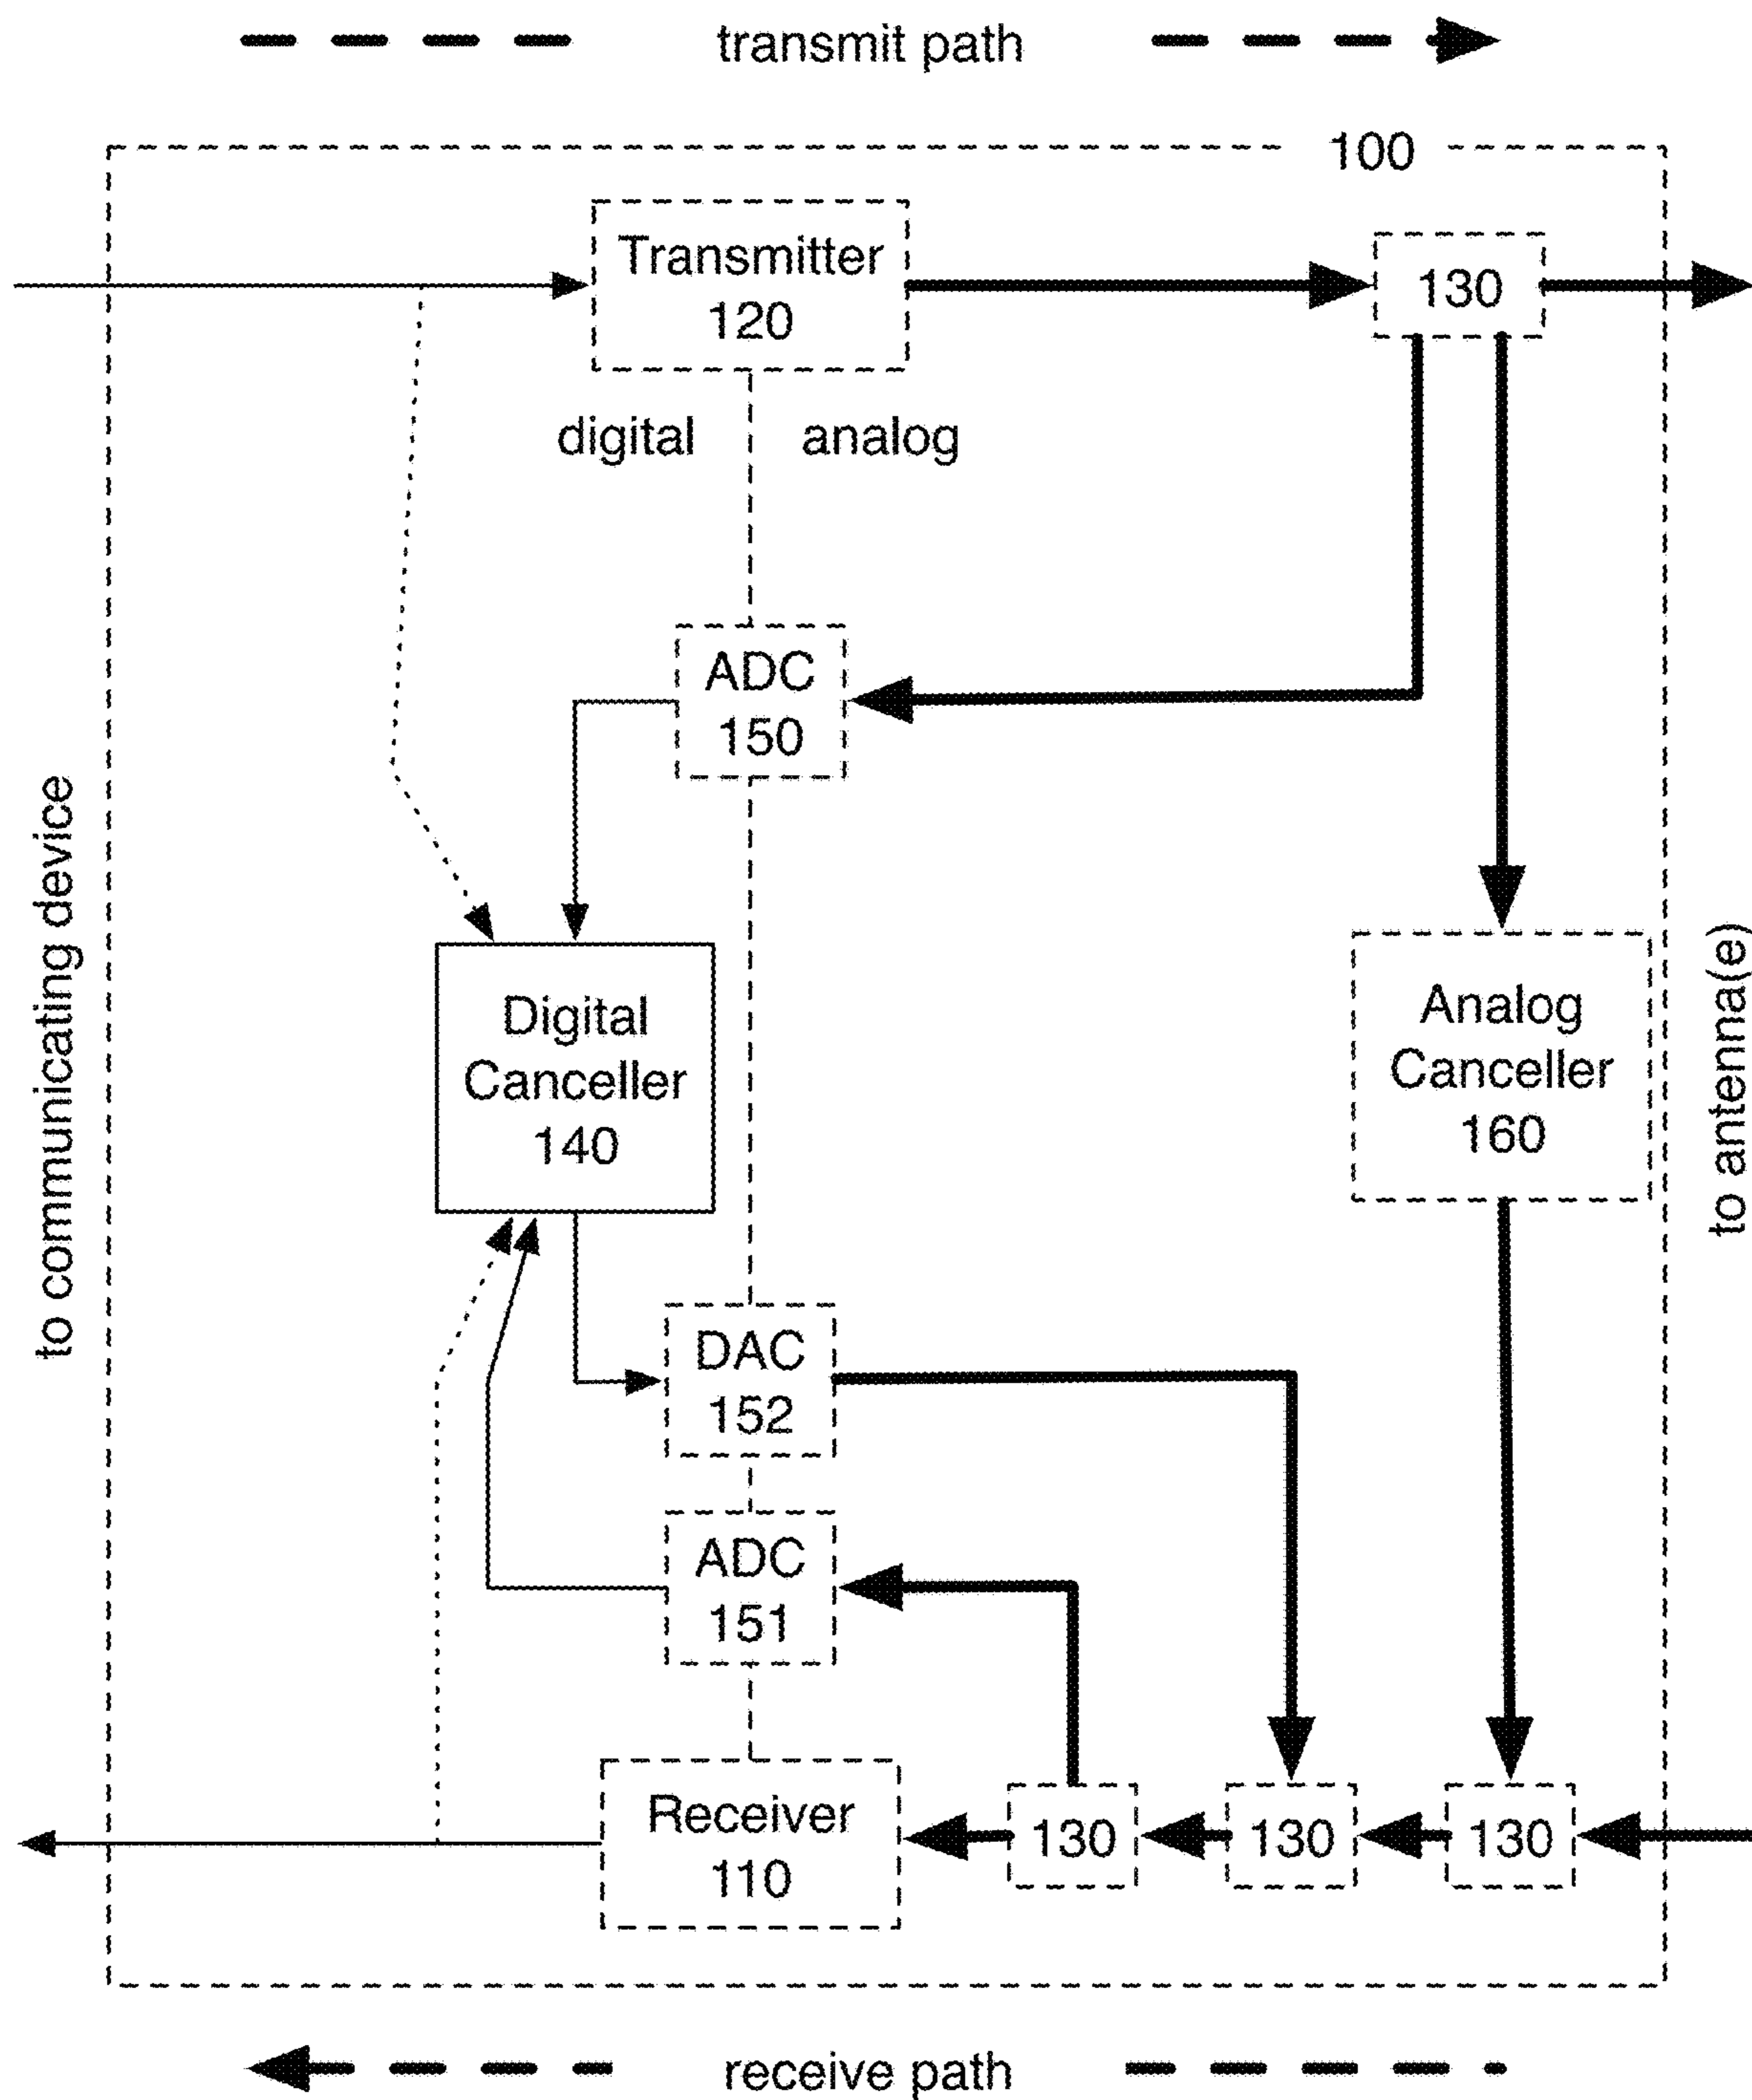 transmit path
100
Transmitter
120
130
digital
analog
ADC
150
to communicating device
Digital
Canceller
140
Analog
Canceller
160
to antenna(e)
DAC
152
ADC
151
Receiver
110
130
130
130
receive path